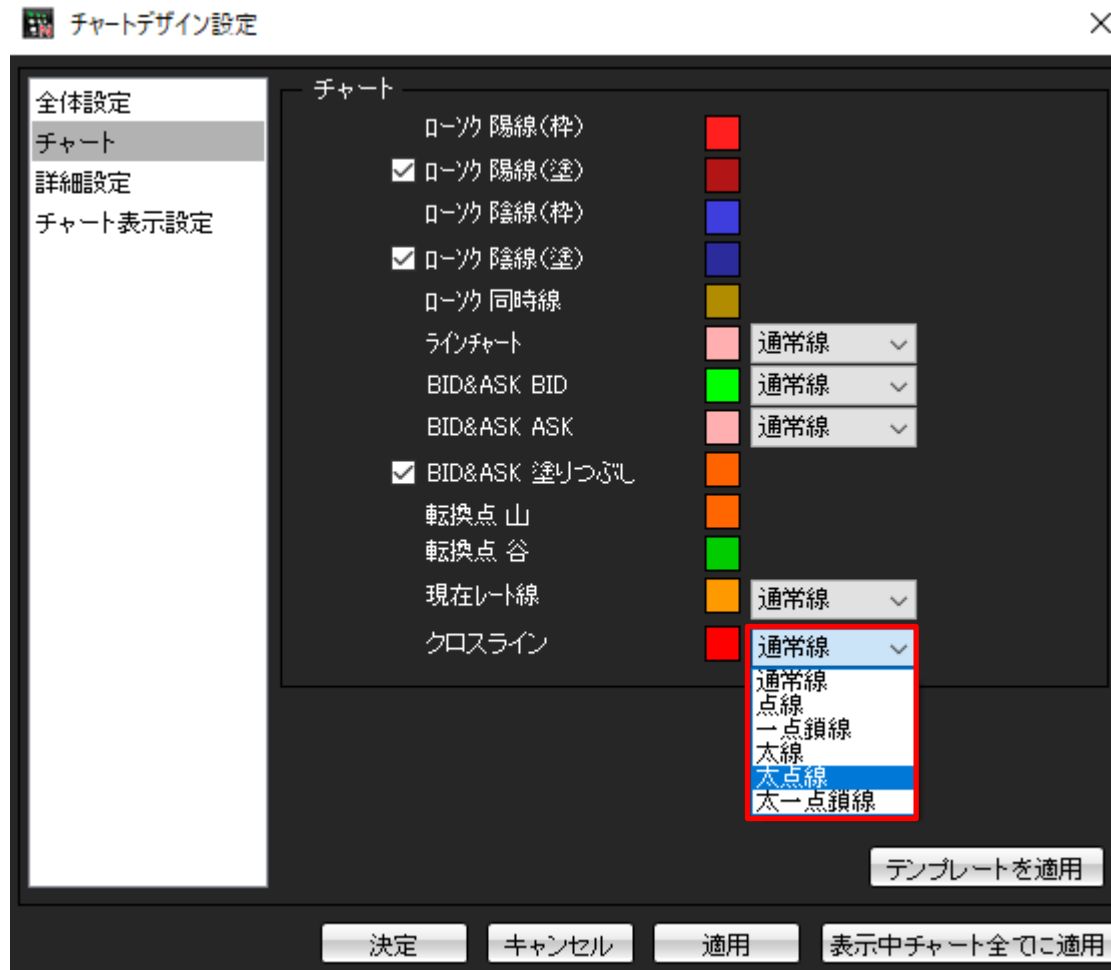 チャートデザイン設定
全体設定
チャート
詳細設定
チャート表示設定
チャート
ローソク 陽線(枠)
ローソク 陽線(塗)
ローソク 陰線(枠)
ローソク 陰線(塗)
ローソク 同時線
ラインチャート 通常線
BID&ASK BID 通常線
BID&ASK ASK 通常線
BID&ASK 塗りつぶし
転換点 山
転換点 谷
現在レート線 通常線
クロスライン 通常線
通常線
点線
一点鎖線
太線
太点線
太一点鎖線
テンプレートを適用
決定 キャンセル 適用 表示中チャート全てに適用